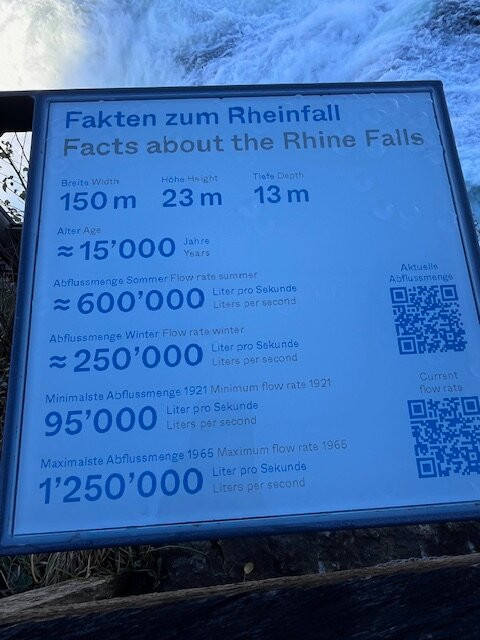 Fakten zum Rheinfall
Facts about the Rhine Falls
Breite Width
150 m
Höhe Height
23 m
Tiefe Depth
13 m
Alter Age
≈ 15’000 Jahre
Years
Abflussmenge Sommer Flow rate summer
≈ 600’000 Liter pro Sekunde
Liters per second
Abflussmenge Winter Flow rate winter
≈ 250’000 Liter pro Sekunde
Liters per second
Minimalste Abflussmenge 1921 Minimum flow rate 1921
95’000 Liter pro Sekunde
Liters per second
Maximalste Abflussmenge 1965 Maximum flow rate 1965
1’250’000 Liter pro Sekunde
Liters per second
Aktuelle
Abflussmenge
Current
flow rate